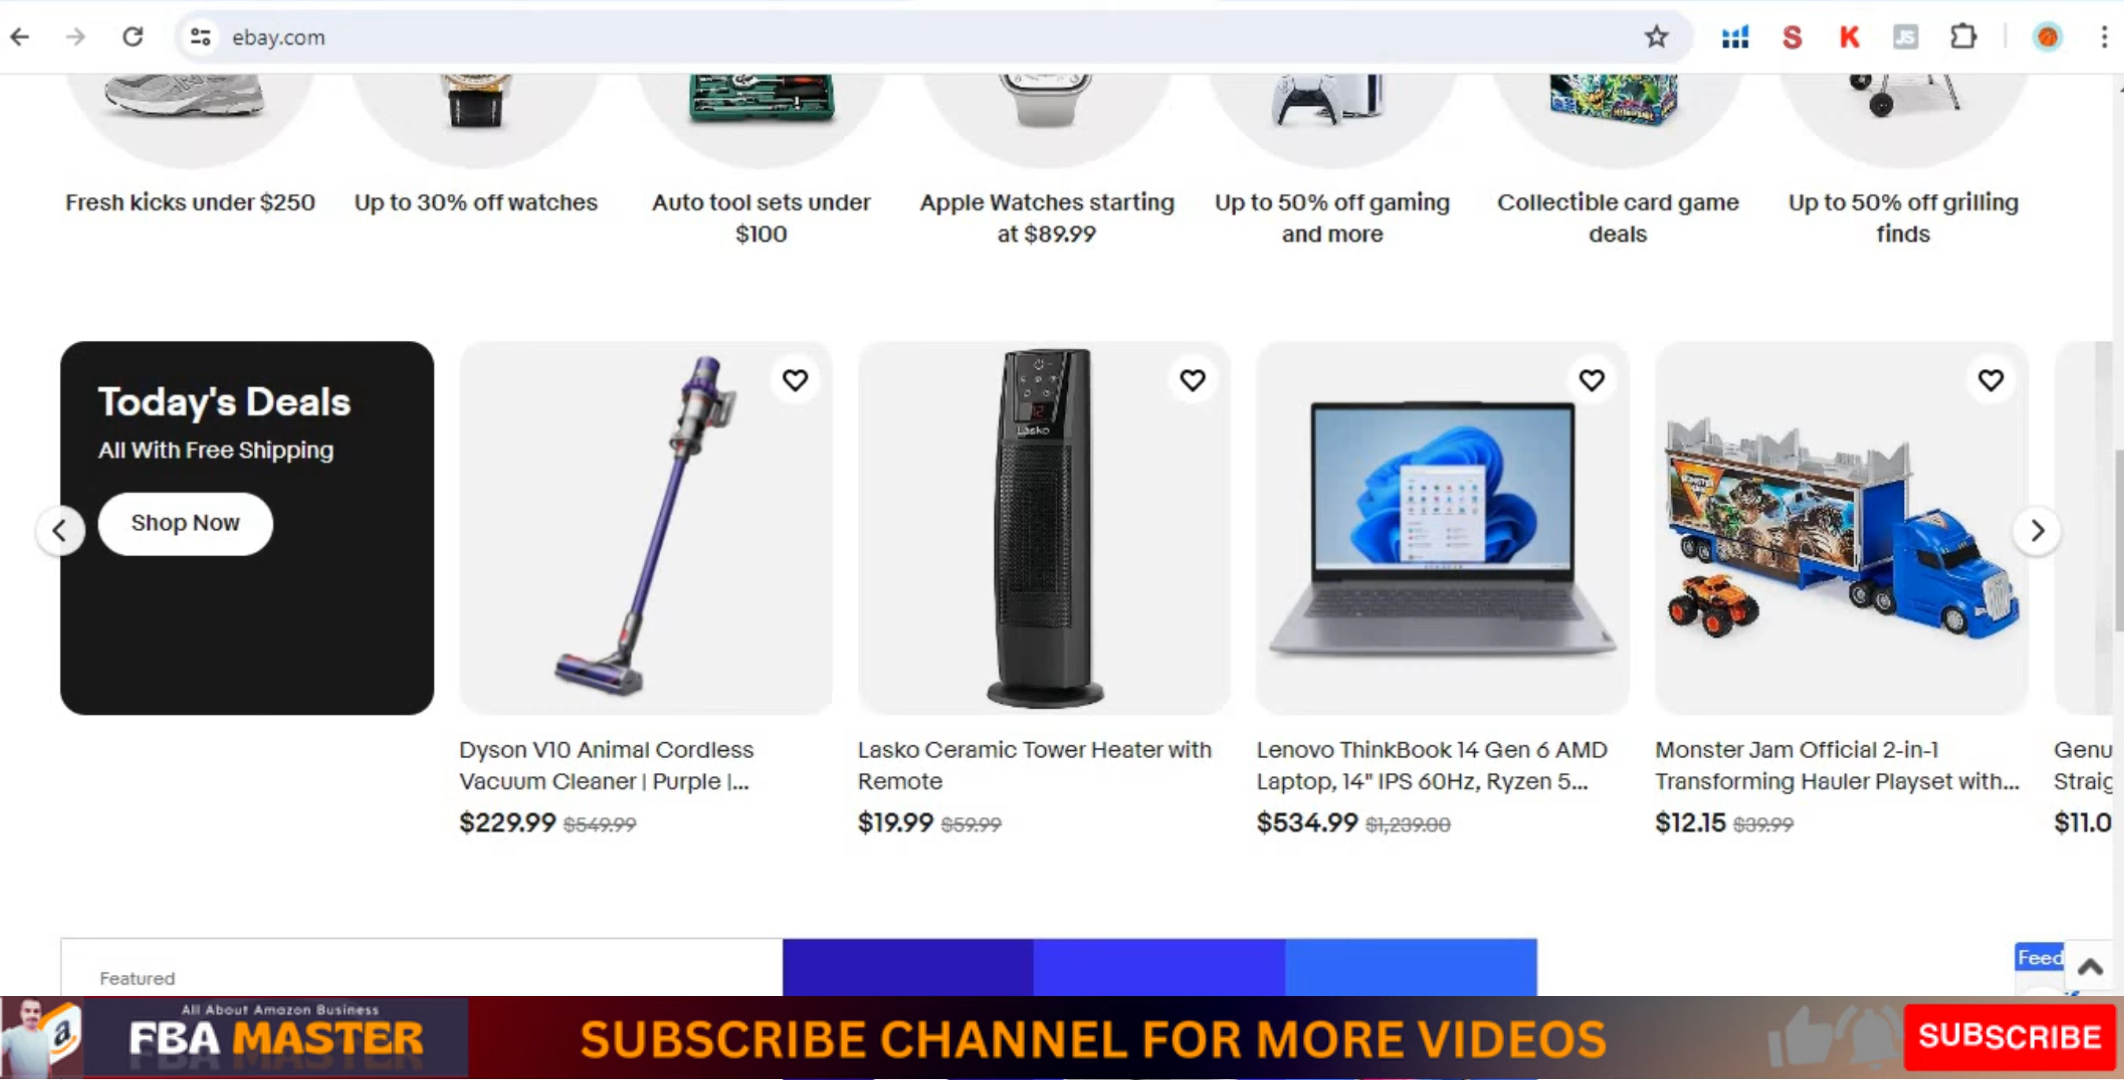 ebay.com
Fresh kicks under $250
Up to 30% off watches
Auto tool sets under
$100
Apple Watches starting
at $89.99
Up to 50% off gaming
and more
Collectible card game
deals
Up to 50% off grilling
finds
Today's Deals
All With Free Shipping
Shop Now
Lasko
Dyson V10 Animal Cordless
Vacuum Cleaner | Purple |...
$229.99 $549.99
Lasko Ceramic Tower Heater with
Remote
$19.99 $59.99
Lenovo ThinkBook 14 Gen 6 AMD
Laptop, 14" IPS 60Hz, Ryzen 5...
$534.99 $1,239.00
Monster Jam Official 2-in-1
Transforming Hauler Playset with...
$12.15 $39.99
Genu
Straig
$11.0
Featured
Feed
All About Amazon Business
FBA MASTER
SUBSCRIBE CHANNEL FOR MORE VIDEOS
SUBSCRIBE